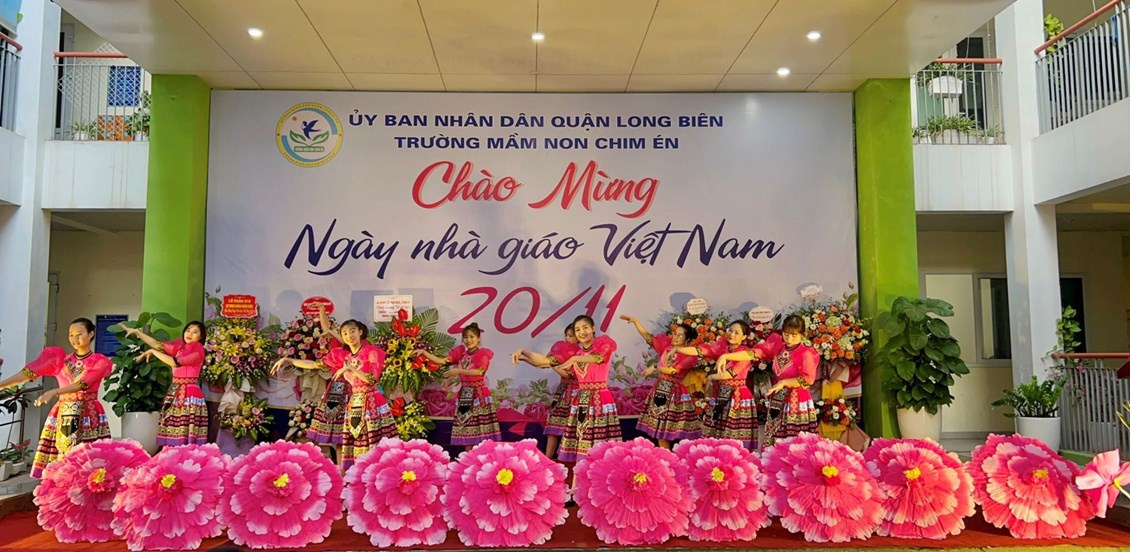 ỦY BAN NHÂN DÂN QUẬN LONG BIÊN
TRƯỜNG MẦM NON CHIM ÉN
Chào Mừng
Ngày nhà giáo Việt Nam
20/11